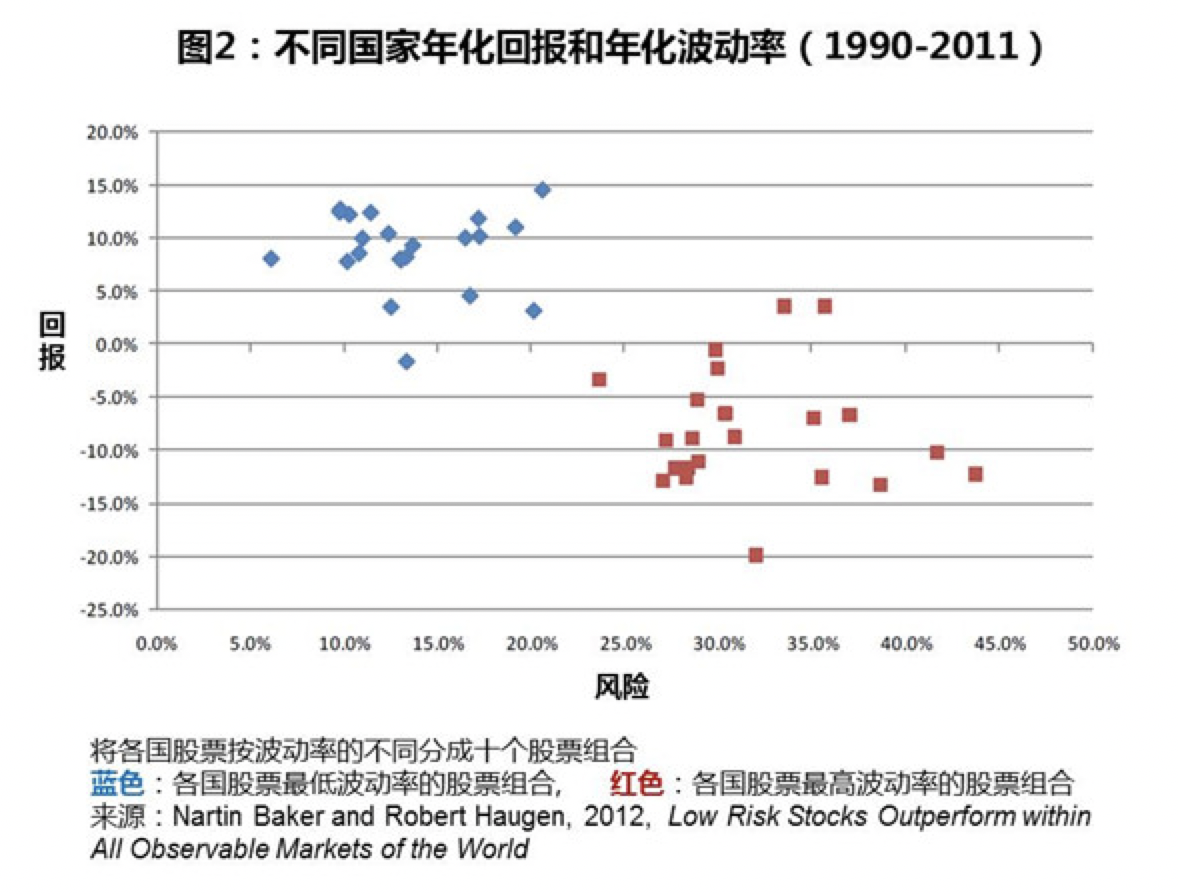 图2：不同国家年化回报和年化波动率（1990-2011）
20.0%
15.0%
10.0%
5.0%
0.0%
-5.0%
-10.0%
-15.0%
-20.0%
-25.0%
回报
0.0% 5.0% 10.0% 15.0% 20.0% 25.0% 30.0% 35.0% 40.0% 45.0% 50.0%
风险
将各国股票按波动率的不同分成十个股票组合
蓝色：各国股票最低波动率的股票组合, 红色：各国股票最高波动率的股票组合
来源：Nartin Baker and Robert Haugen, 2012, Low Risk Stocks Outperform within
All Observable Markets of the World